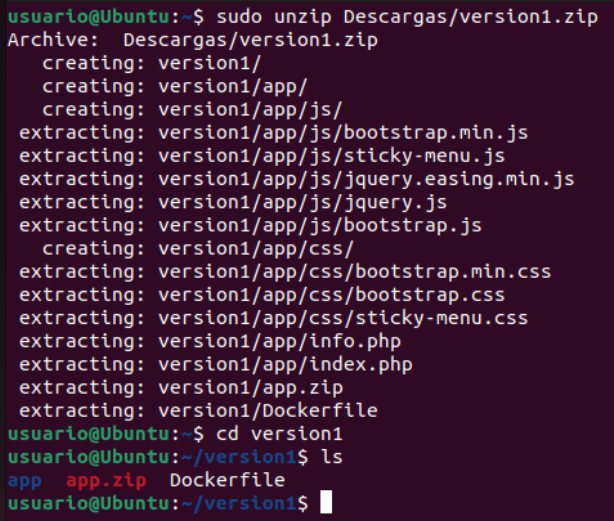 usuario@Ubuntu:~$ sudo unzip Descargas/version1.zip
Archive:  Descargas/version1.zip
   creating: version1/
   creating: version1/app/
   creating: version1/app/js/
 extracting: version1/app/js/bootstrap.min.js
 extracting: version1/app/js/sticky-menu.js
 extracting: version1/app/js/jquery.easing.min.js
 extracting: version1/app/js/jquery.js
 extracting: version1/app/js/bootstrap.js
   creating: version1/app/css/
 extracting: version1/app/css/bootstrap.min.css
 extracting: version1/app/css/bootstrap.css
 extracting: version1/app/css/sticky-menu.css
 extracting: version1/app/info.php
 extracting: version1/app/index.php
 extracting: version1/app.zip
 extracting: version1/Dockerfile
usuario@Ubuntu:~$ cd version1
usuario@Ubuntu:~/version1$ ls
app  app.zip  Dockerfile
usuario@Ubuntu:~/version1$